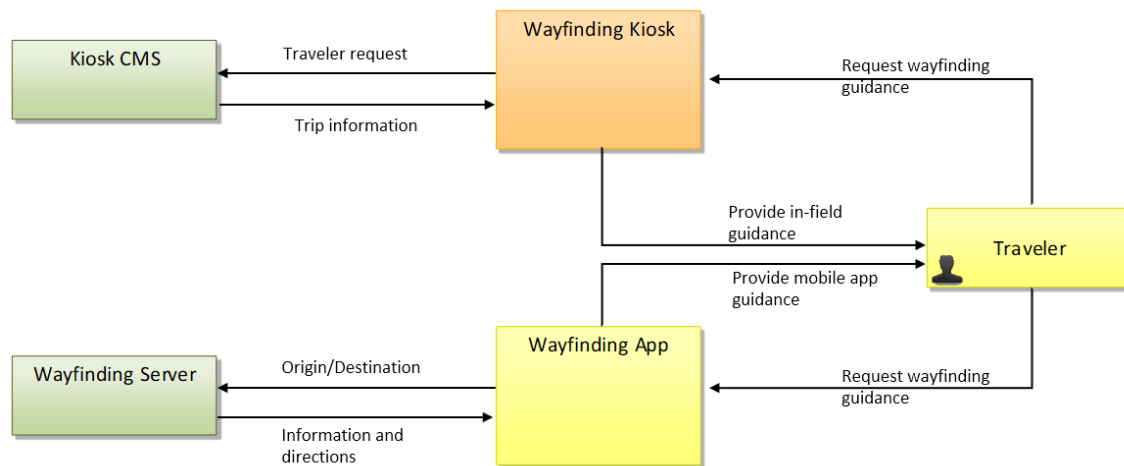 Wayfinding Kiosk
Kiosk CMS
Traveler request
Trip information
Request wayfinding
guidance
Provide in-field
guidance
Traveler
Provide mobile app
guidance
Wayfinding App
Wayfinding Server
Origin/Destination
Information and
directions
Request wayfinding
guidance